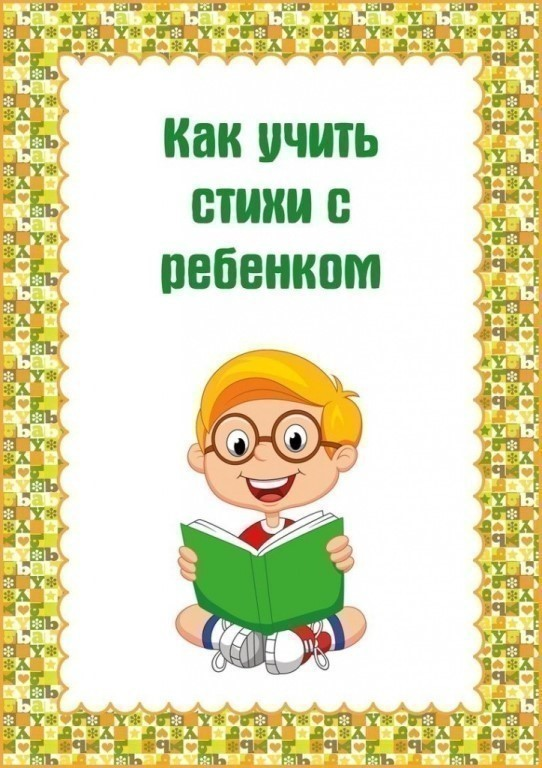 Как учить
стихи с
ребенком